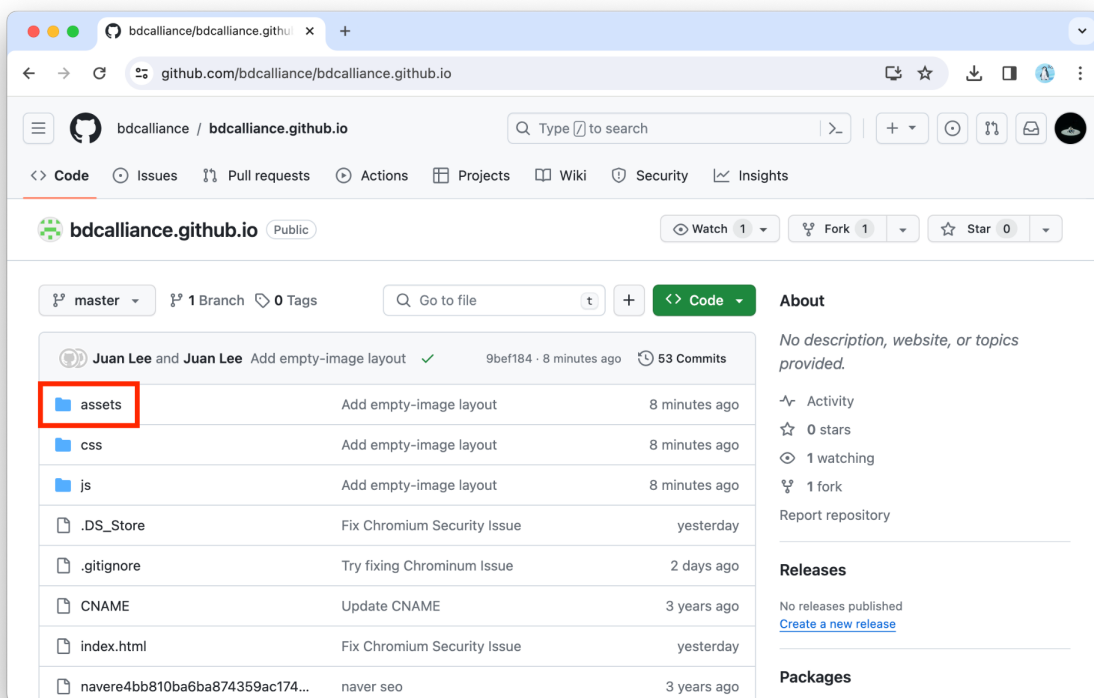 bdcalliance/bdcalliance.githu
github.com/bdcalliance/bdcalliance.github.io
bdcalliance / bdcalliance.github.io
Type / to search
Code Issues Pull requests Actions Projects Wiki Security Insights
bdcalliance.github.io Public
Watch 1 Fork 1 Star 0
master 1 Branch 0 Tags Go to file t Code
About
No description, website, or topics
provided.
Juan Lee and Juan Lee Add empty-image layout 9bef184 · 8 minutes ago 53 Commits
assets Add empty-image layout 8 minutes ago
css Add empty-image layout 8 minutes ago
js Add empty-image layout 8 minutes ago
.DS_Store Fix Chromium Security Issue yesterday
.gitignore Try fixing Chrominum Issue 2 days ago
CNAME Update CNAME 3 years ago
index.html Fix Chromium Security Issue yesterday
navere4bb810ba6ba874359ac174... naver seo 3 years ago
Activity
0 stars
1 watching
1 fork
Report repository
Releases
No releases published
Create a new release
Packages